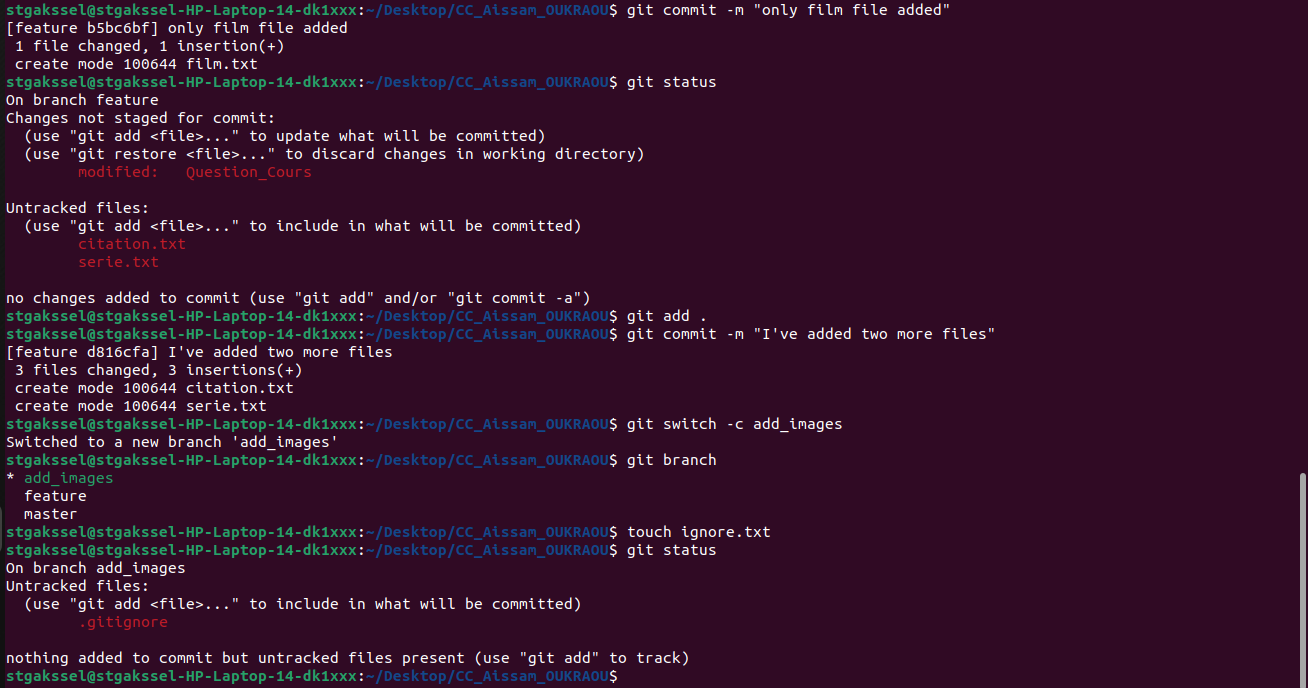 stgakssel@stgakssel-HP-Laptop-14-dk1xxx:~/Desktop/CC_Aissam_OUKRAOU$ git commit -m "only film file added"
[feature b5bc6bf] only film file added
 1 file changed, 1 insertion(+)
 create mode 100644 film.txt
stgakssel@stgakssel-HP-Laptop-14-dk1xxx:~/Desktop/CC_Aissam_OUKRAOU$ git status
On branch feature
Changes not staged for commit:
  (use "git add <file>..." to update what will be committed)
  (use "git restore <file>..." to discard changes in working directory)
        modified:   Question_Cours

Untracked files:
  (use "git add <file>..." to include in what will be committed)
        citation.txt
        serie.txt

no changes added to commit (use "git add" and/or "git commit -a")
stgakssel@stgakssel-HP-Laptop-14-dk1xxx:~/Desktop/CC_Aissam_OUKRAOU$ git add .
stgakssel@stgakssel-HP-Laptop-14-dk1xxx:~/Desktop/CC_Aissam_OUKRAOU$ git commit -m "I've added two more files"
[feature d816cfa] I've added two more files
 3 files changed, 3 insertions(+)
 create mode 100644 citation.txt
 create mode 100644 serie.txt
stgakssel@stgakssel-HP-Laptop-14-dk1xxx:~/Desktop/CC_Aissam_OUKRAOU$ git switch -c add_images
Switched to a new branch 'add_images'
stgakssel@stgakssel-HP-Laptop-14-dk1xxx:~/Desktop/CC_Aissam_OUKRAOU$ git branch
* add_images
  feature
  master
stgakssel@stgakssel-HP-Laptop-14-dk1xxx:~/Desktop/CC_Aissam_OUKRAOU$ touch ignore.txt
stgakssel@stgakssel-HP-Laptop-14-dk1xxx:~/Desktop/CC_Aissam_OUKRAOU$ git status
On branch add_images
Untracked files:
  (use "git add <file>..." to include in what will be committed)
        .gitignore

nothing added to commit but untracked files present (use "git add" to track)
stgakssel@stgakssel-HP-Laptop-14-dk1xxx:~/Desktop/CC_Aissam_OUKRAOU$